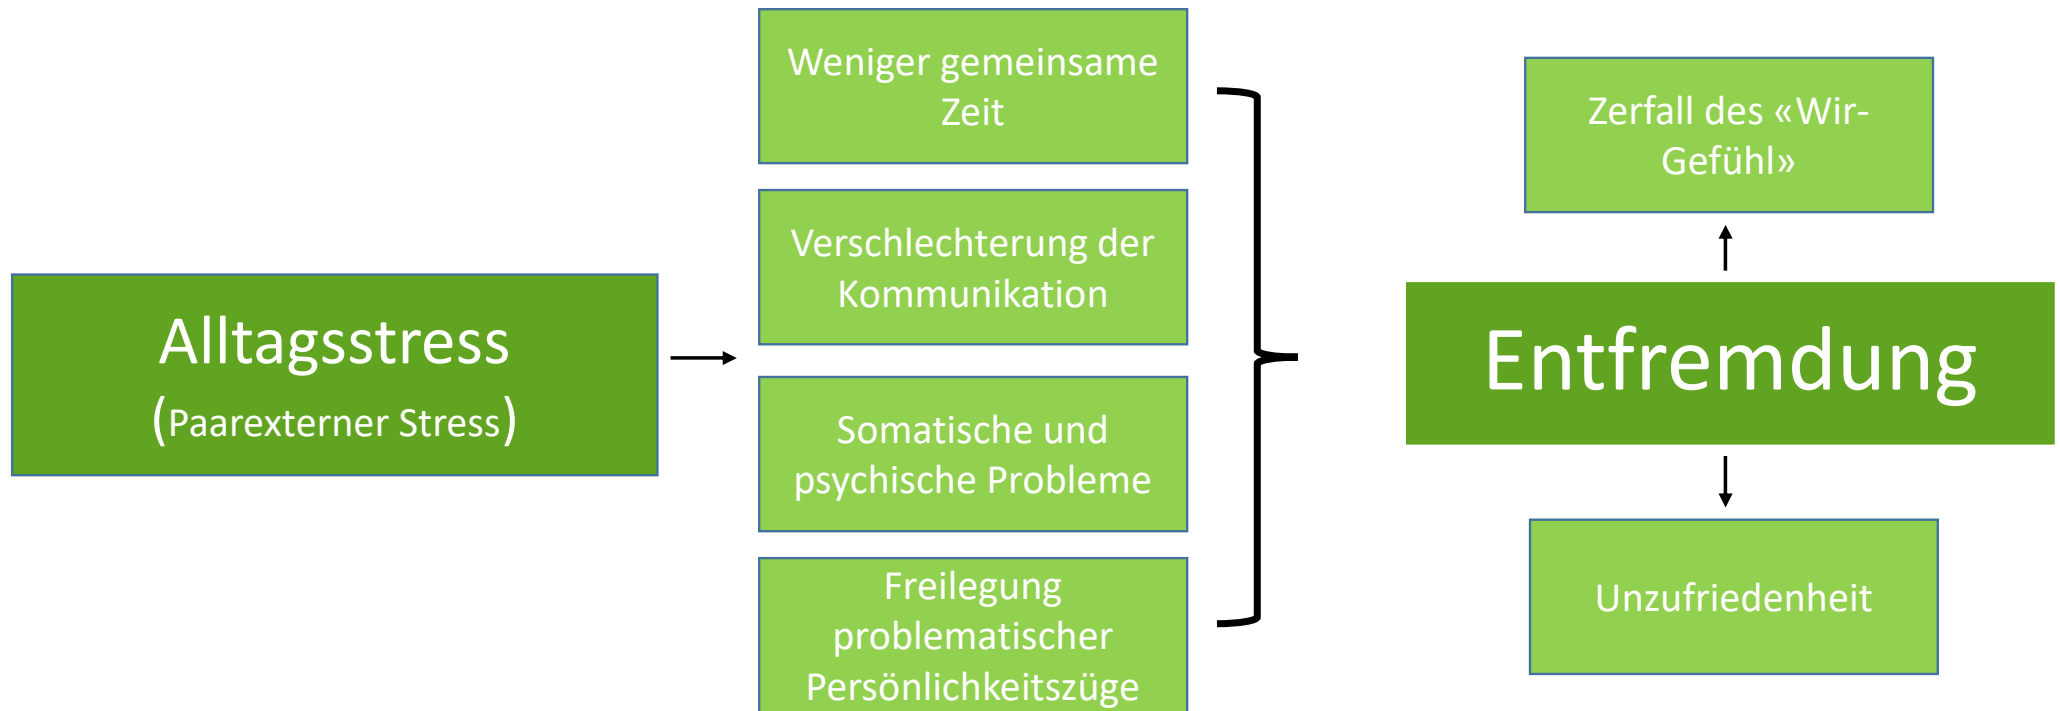 Alltagsstress
(Paarexterner Stress)
Weniger gemeinsame
Zeit
Verschlechterung der
Kommunikation
Somatische und
psychische Probleme
Freilegung
problematischer
Persönlichkeitszüge
Zerfall des «Wir-
Gefühl»
Entfremdung
Unzufriedenheit